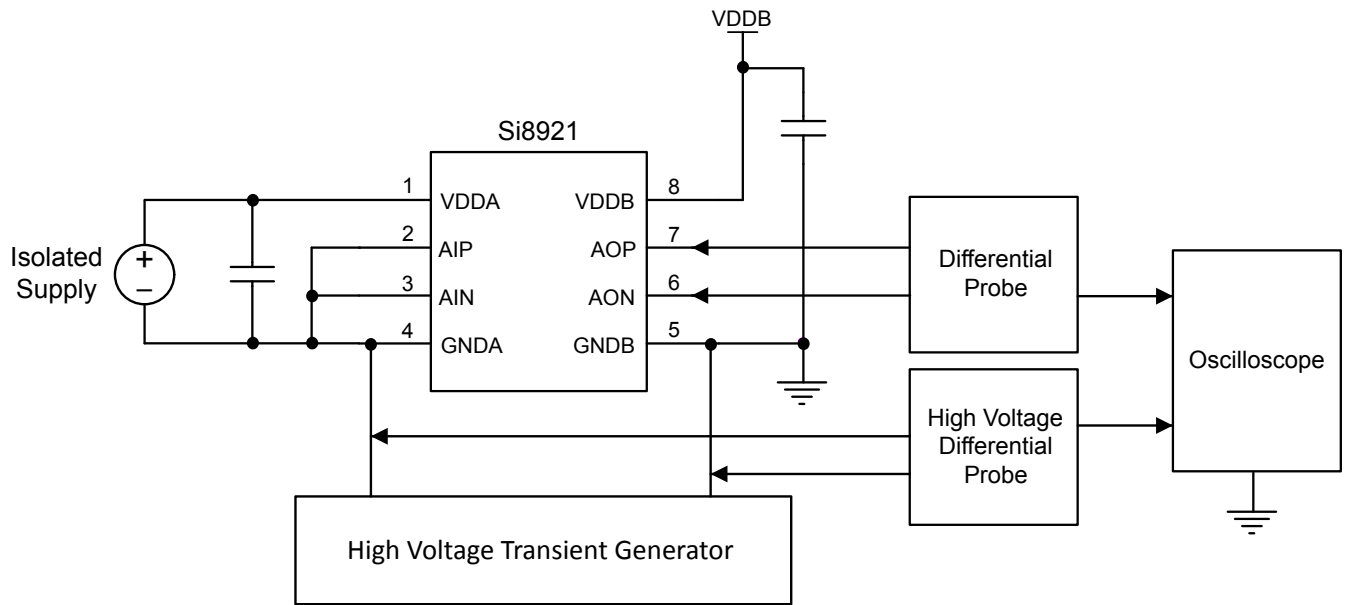 VDDB
Si8921
Isolated
Supply
+
–
1
VDDA
2
AIP
3
AIN
4
GNDA
VDDB
8
AOP
7
AON
6
GNDB
5
Differential
Probe
High Voltage
Differential
Probe
Oscilloscope
High Voltage Transient Generator